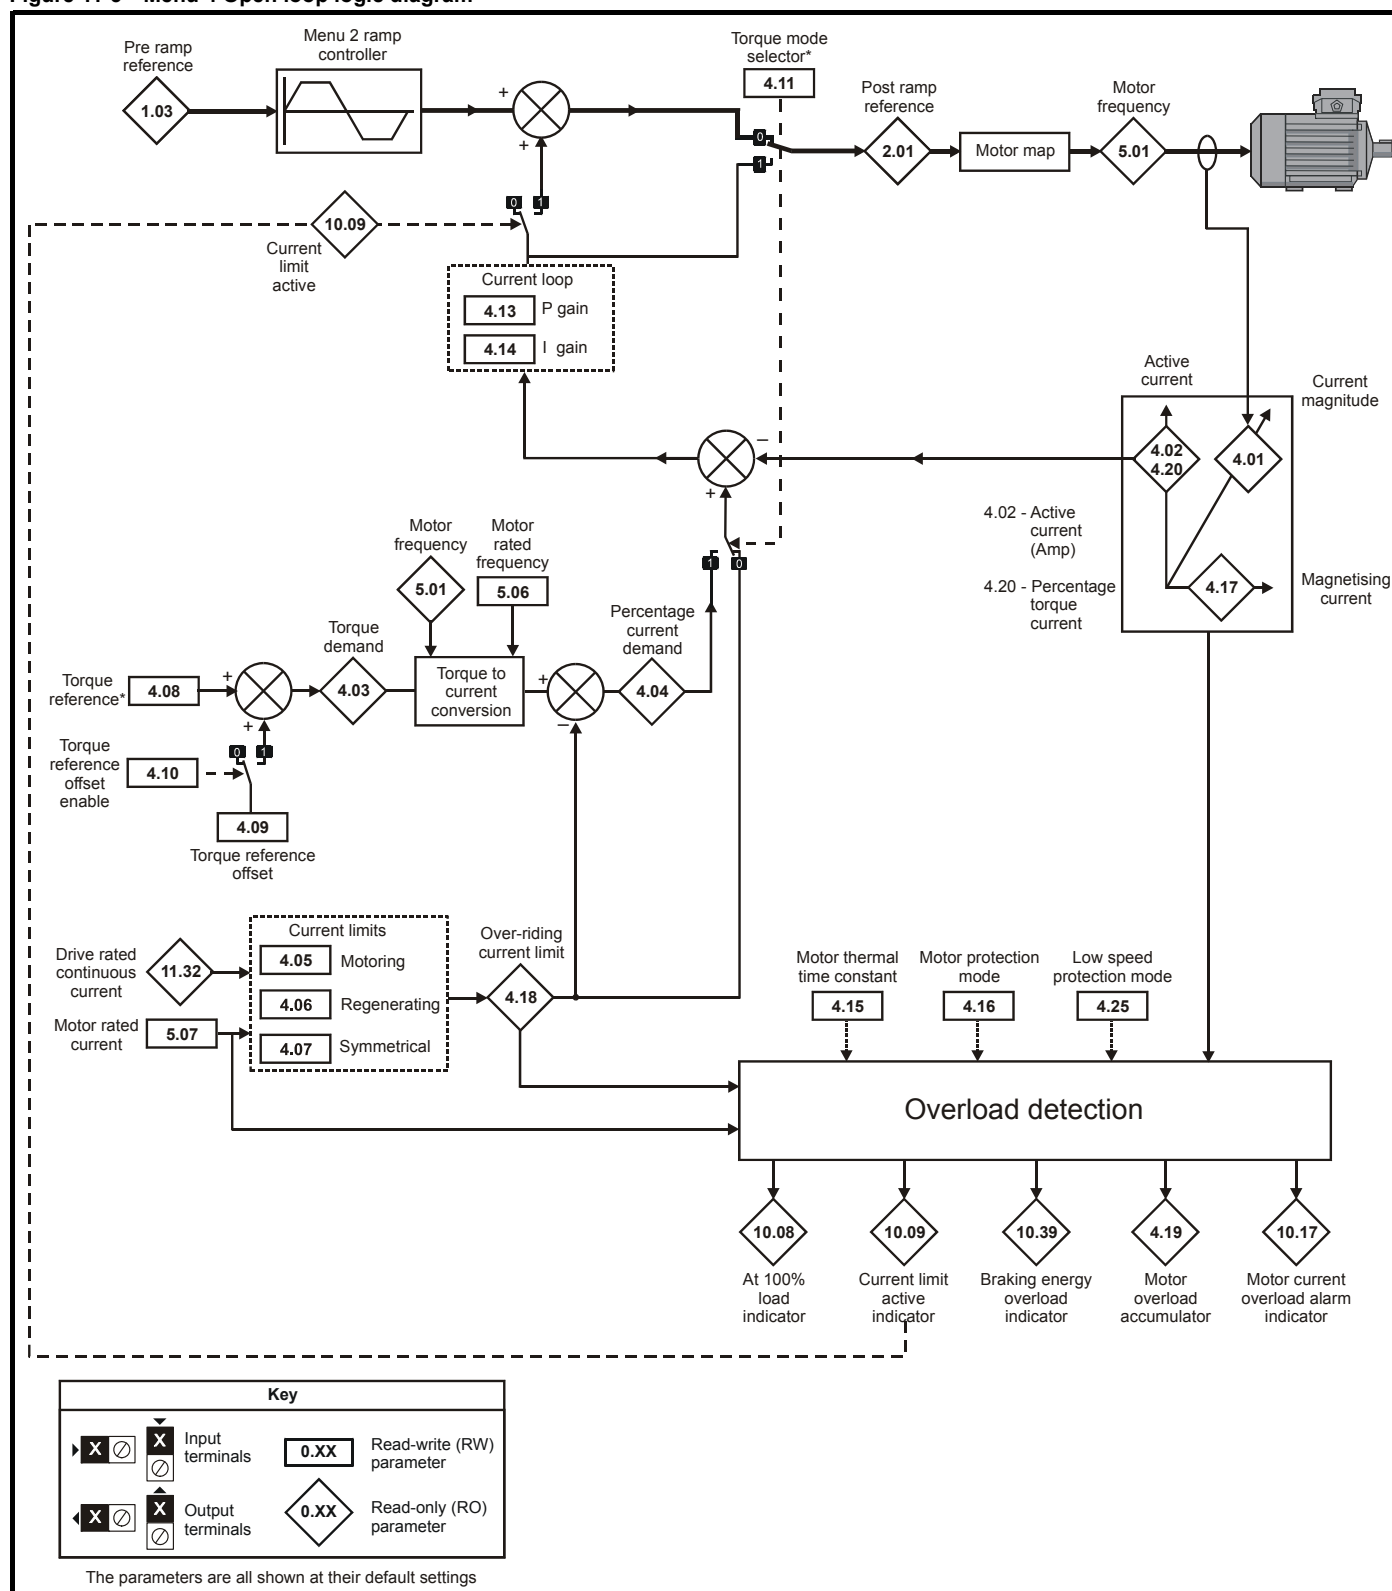 Figure 11-6 Menu 4 Open loop logic diagram
Pre ramp
reference
1.03
Menu 2 ramp
controller
+
+
Torque mode
selector*
4.11
0
1
Post ramp
reference
2.01
Motor map
Motor
frequency
5.01
0
1
10.09
Current
limit
active
Current loop
4.13
P gain
4.14
I gain
Active
current
Current
magnitude
4.02
4.20
4.01
4.17
Magnetising
current
4.02 - Active
current
(Amp)
4.20 - Percentage
torque
current
−
+
1
0
Motor
frequency
5.01
Motor
rated
frequency
5.06
Torque
demand
4.03
Percentage
current
demand
4.04
Torque
reference*
4.08
+
+
Torque to
current
conversion
+
−
0
1
Torque
reference
offset
enable
4.10
4.09
Torque reference
offset
Drive rated
continuous
current
11.32
Motor rated
current
5.07
Current limits
4.05
Motoring
4.06
Regenerating
4.07
Symmetrical
Over-riding
current limit
4.18
Motor thermal
time constant
4.15
Motor protection
mode
4.16
Low speed
protection mode
4.25
Overload detection
10.08
At 100%
load
indicator
10.09
Current limit
active
indicator
10.39
Braking energy
overload
indicator
4.19
Motor
overload
accumulator
10.17
Motor current
overload alarm
indicator
Key
X
X
Input
terminals
0.XX
Read-write (RW)
parameter
X
X
Output
terminals
0.XX
Read-only (RO)
parameter
The parameters are all shown at their default settings